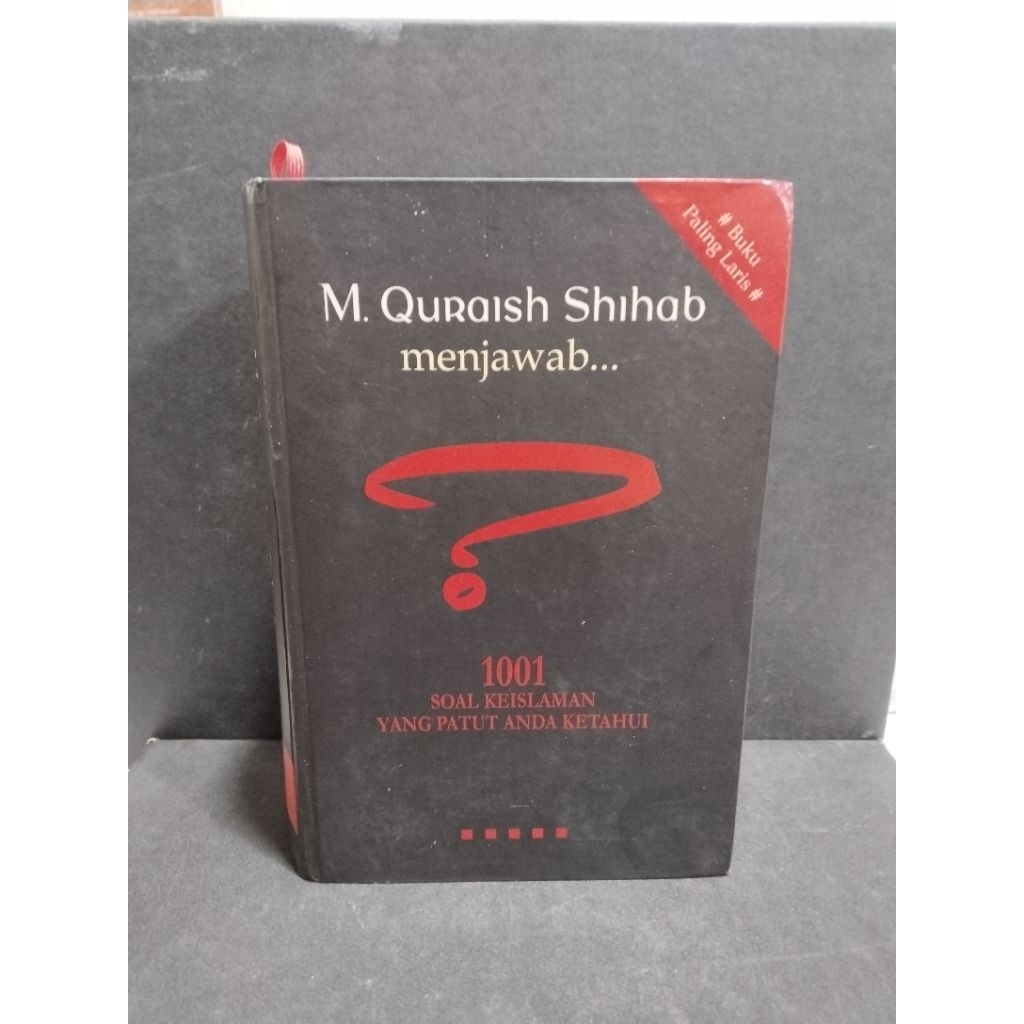 # Buku
Paling Laris #
M. Quraish Shihab
menjawab...
?
1001
SOAL KEISLAMAN
YANG PATUT ANDA KETAHUI